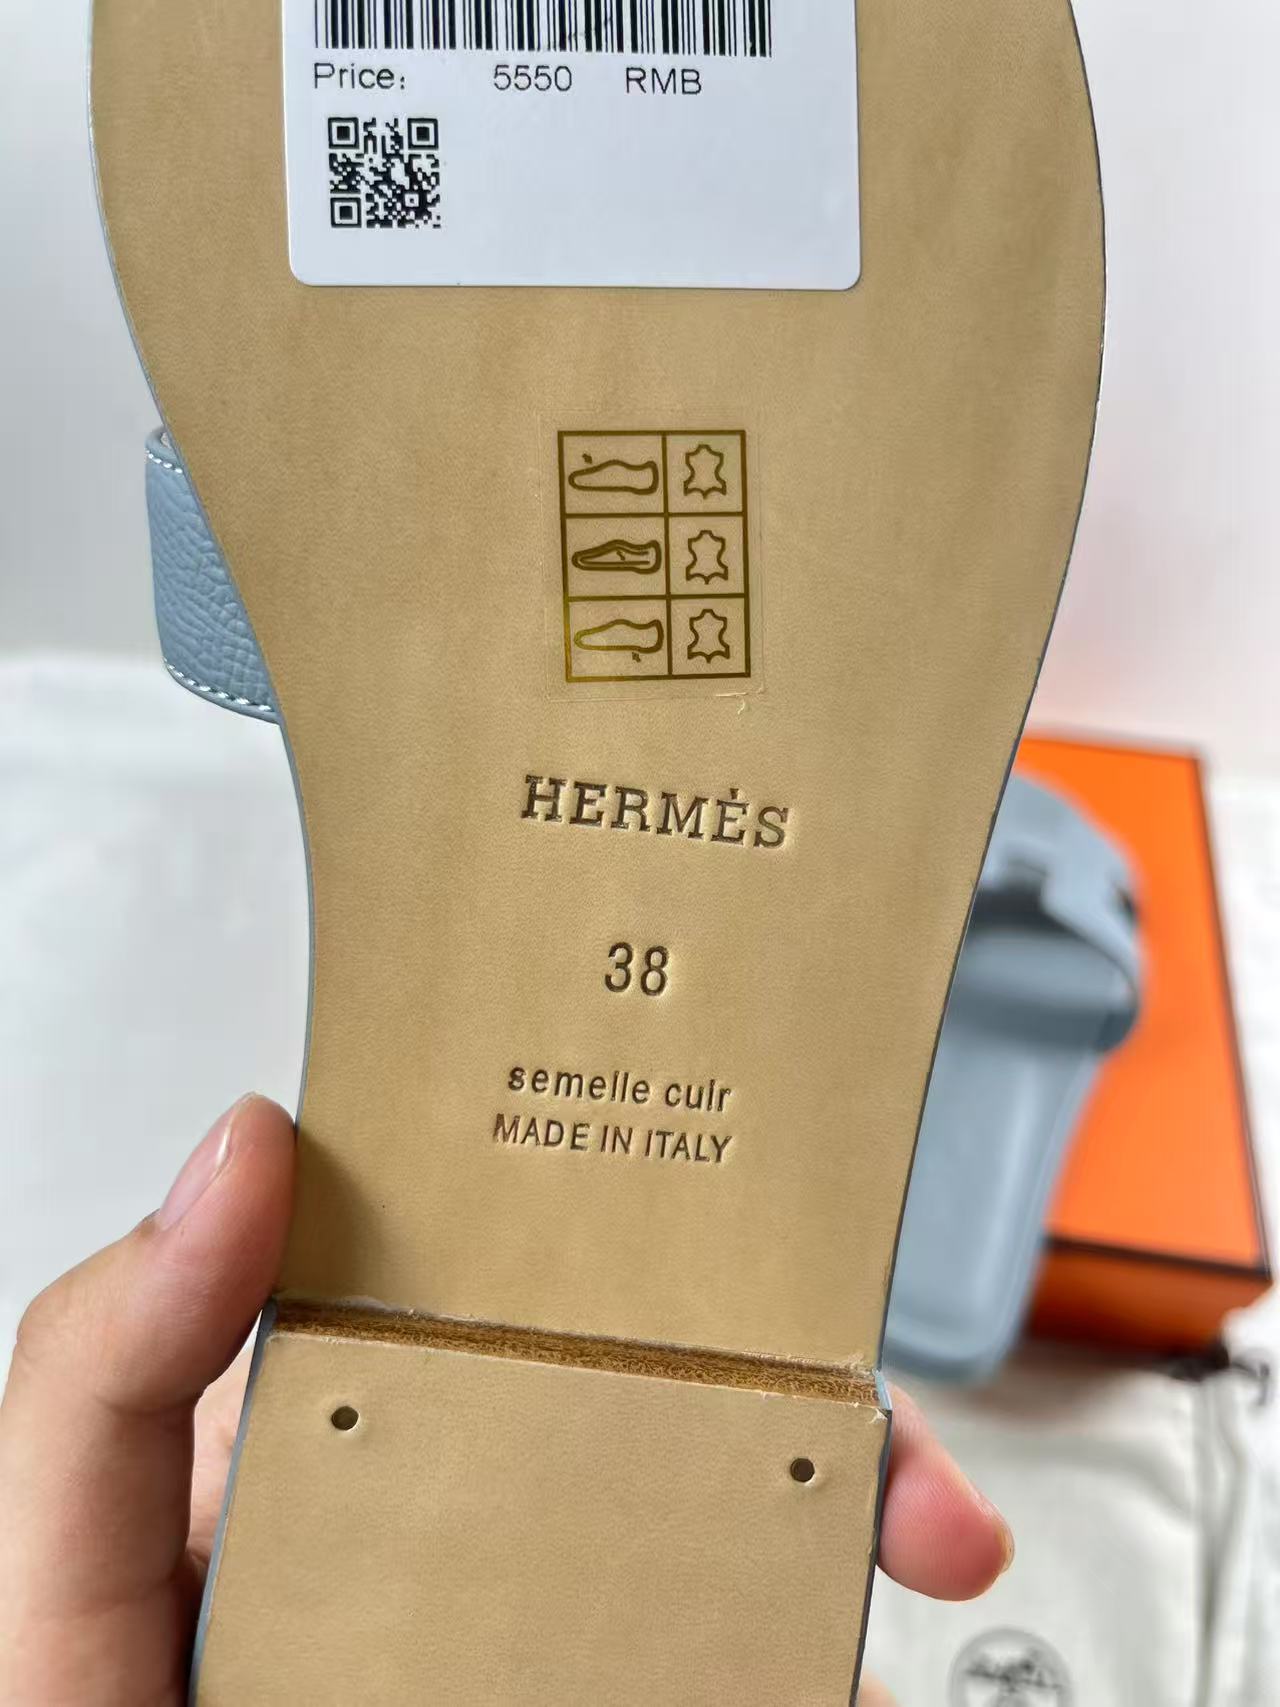 Price: 5550 RMB
HERMÈS
38
semelle cuir
MADE IN ITALY